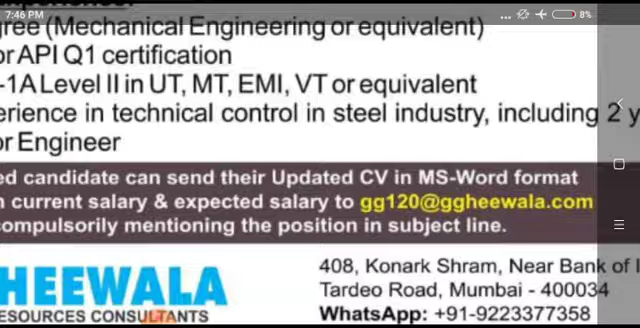 7:46 PM ... 8%
gree (Mechanical Engineering or equivalent)
or API Q1 certification
-1A Level II in UT, MT, EMI, VT or equivalent
erience in technical control in steel industry, including 2 y
or Engineer
ed candidate can send their Updated CV in MS-Word format
n current salary & expected salary to gg120@ggheewala.com
ompulsorily mentioning the position in subject line.
HEEWALA
ESOURCES CONSULTANTS
408, Konark Shram, Near Bank of I
Tardeo Road, Mumbai - 400034
WhatsApp: +91-9223377358